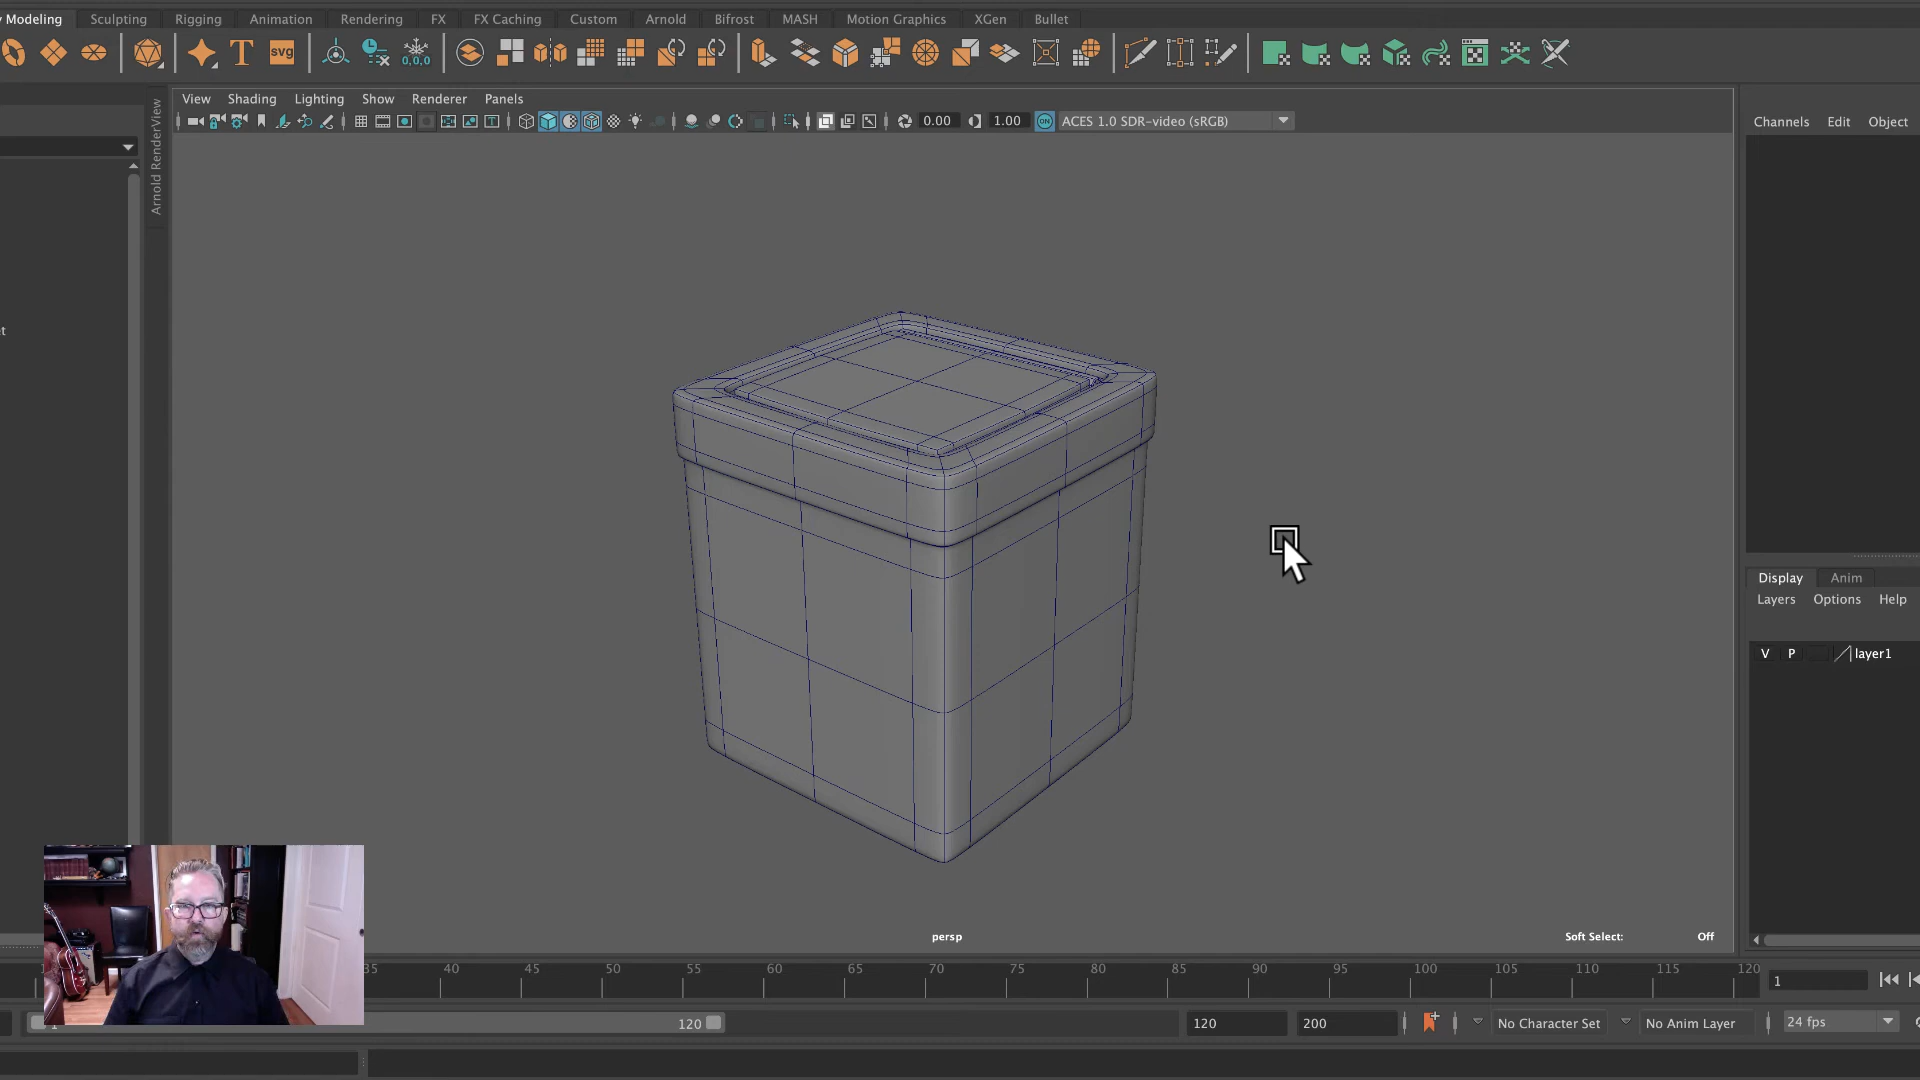 Modeling Sculpting Rigging Animation Rendering FX FX Caching Custom Arnold Bifrost MASH Motion Graphics XGen Bullet
T svg 0,0,0
View Shading Lighting Show Renderer Panels
0.00 1.00 ON ACES 1.0 SDR-video (sRGB)
Arnold RenderView
Channels Edit Object
Display Anim
Layers Options Help
V P layer1
persp
Soft Select: Off
35 40 45 50 55 60 65 70 75 80 85 90 95 100 105 110 115 120
1
120 120 200 No Character Set No Anim Layer 24 fps